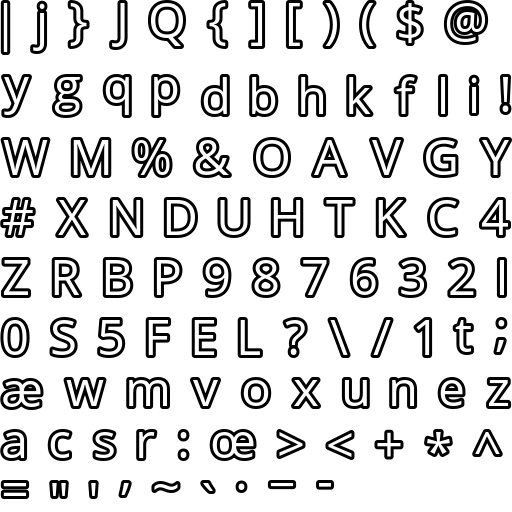 | j } J Q { ] [ ) ( $ @
y g q p d b h k f l i !
W M % & O A V G Y
# X N D U H T K C 4
Z R B P 9 8 7 6 3 2 I
0 S 5 F E L ? \ / 1 t ;
æ w m v o x u n e z
a c s r : œ > < + * ^
= " ' , ~ ` · — -